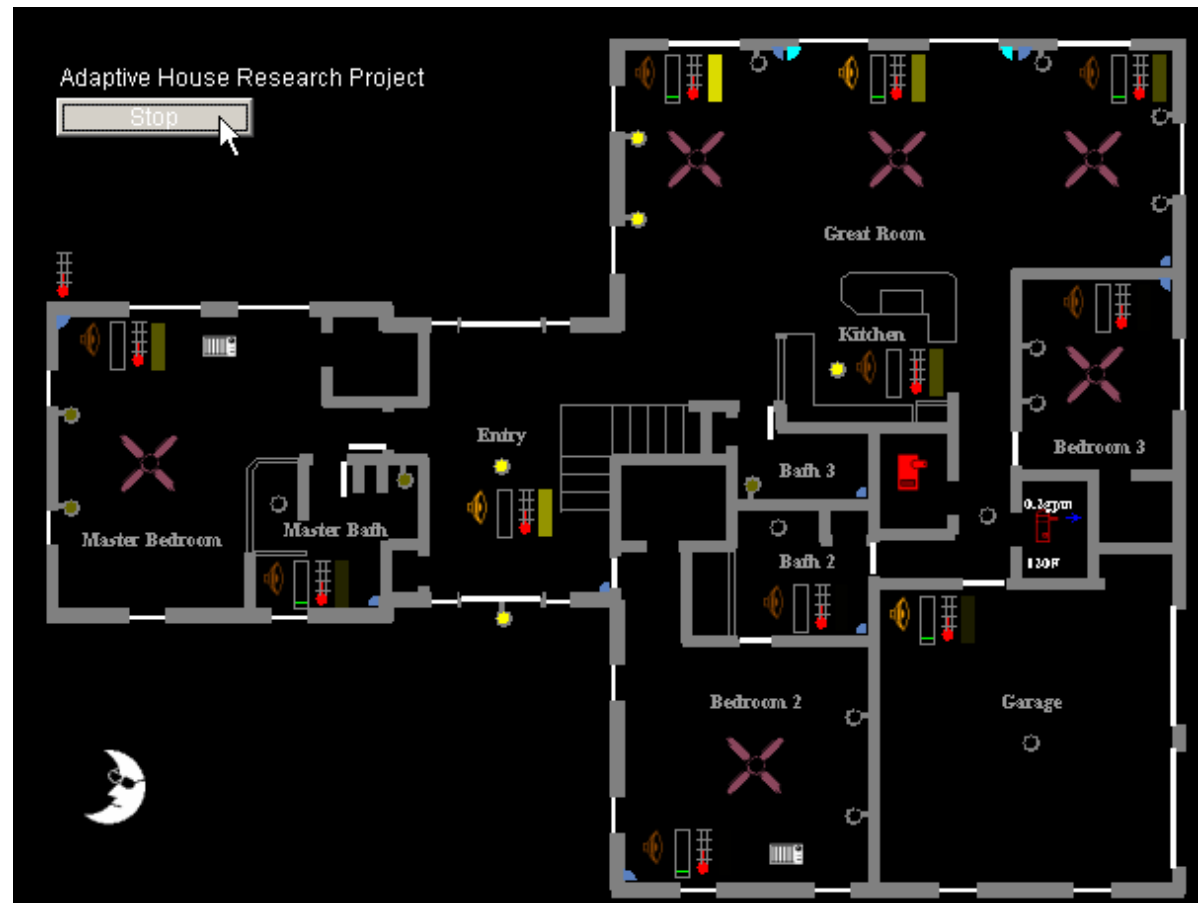 Adaptive House Research Project
Stop
Great Room
Kitchen
Entry
Bath 3
Bedroom 3
Master Bath
Master Bedroom
0.2gpm
Bath 2
120F
Bedroom 2
Garage